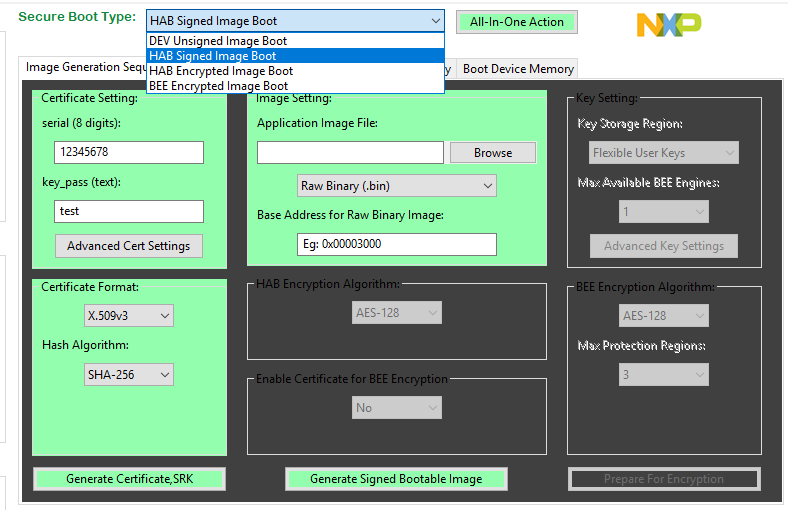 Secure Boot Type:
HAB Signed Image Boot
All-In-One Action
NXP
DEV Unsigned Image Boot
HAB Signed Image Boot
HAB Encrypted Image Boot
BEE Encrypted Image Boot
Image Generation Sequ
y
Boot Device Memory
Certificate Setting:
serial (8 digits):
12345678
key_pass (text):
test
Advanced Cert Settings
Image Setting:
Application Image File:
Browse
Raw Binary (.bin)
Base Address for Raw Binary Image:
Eg: 0x00003000
Key Setting:
Key Storage Region:
Flexible User Keys
Max Available BEE Engines:
1
Advanced Key Settings
Certificate Format:
X.509v3
Hash Algorithm:
SHA-256
HAB Encryption Algorithm:
AES-128
Enable Certificate for BEE Encryption
No
BEE Encryption Algorithm:
AES-128
Max Protection Regions:
3
Generate Certificate,SRK
Generate Signed Bootable Image
Prepare For Encryption